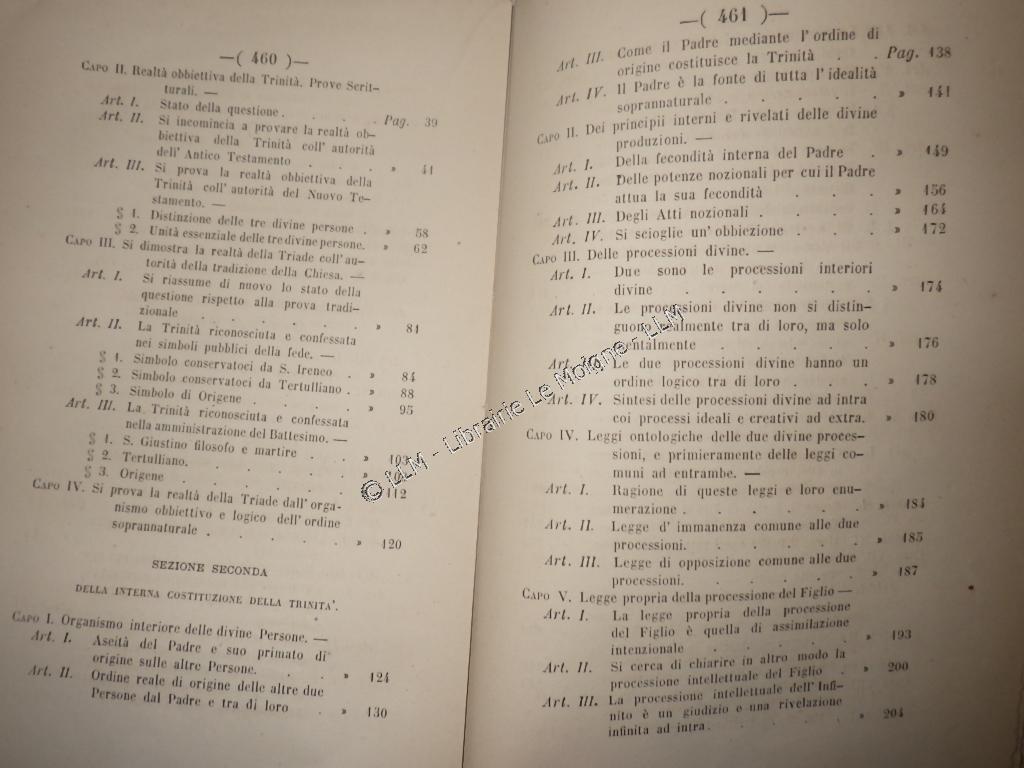 —( 460 )—
CAPO II. Realtà obbiettiva della Trinità. Prove Scrit-
turali. —
Art. I. Stato della questione . . . . Pag. 39
Art. II. Si incomincia a provare la realtà ob-
biettiva della Trinità coll' autorità
dell' Antico Testamento . . . » 41
Art. III. Si prova la realtà obbiettiva della
Trinità coll' autorità del Nuovo Te-
stamento. —
§ 1. Distinzione delle tre divine persone . » 58
§ 2. Unità essenziale delle tre divine persone. » 62
CAPO III. Si dimostra la realtà della Triade coll' au-
torità della tradizione della Chiesa. —
Art. I. Si riassume di nuovo lo stato della
questione rispetto alla prova tradi-
zionale . . . . . . » 81
Art. II. La Trinità riconosciuta e confessata
nei simboli pubblici della fede. —
§ 1. Simbolo conservatoci da S. Ireneo . » 84
§ 2. Simbolo conservatoci da Tertulliano . » 88
§ 3. Simbolo di Origene . . . . » 95
Art. III. La Trinità riconosciuta e confessata
nella amministrazione del Battesimo. —
§ 1. S. Giustino filosofo e martire . . »
§ 2. Tertulliano. . . . . . »
§ 3. Origene . . . . . . 112
CAPO IV. Si prova la realtà della Triade dall' orga-
nismo obbiettivo e logico dell' ordine
soprannaturale . . . . . » 120
SEZIONE SECONDA
DELLA INTERNA COSTITUZIONE DELLA TRINITA'.
CAPO I. Organismo interiore delle divine Persone. —
Art. I. Aseità del Padre e suo primato di
origine sulle altre Persone. . . . » 124
Art. II. Ordine reale di origine delle altre due
Persone dal Padre e tra di loro . » 130
—( 461 )—
Art. III. Come il Padre mediante l' ordine di
origine costituisce la Trinità . . Pag. 138
Art. IV. Il Padre è la fonte di tutta l' idealità
soprannaturale . . . . . » 141
CAPO II. Dei principii interni e rivelati delle divine
produzioni. —
Art. I. Della fecondità interna del Padre . » 149
Art. II. Delle potenze nozionali per cui il Padre
attua la sua fecondità . . . » 156
Art. III. Degli Atti nozionali . . . . » 164
Art. IV. Si scioglie un' obbiezione . . . » 172
CAPO III. Delle processioni divine. —
Art. I. Due sono le processioni interiori
divine . . . . . . » 174
Art. II. Le processioni divine non si distin-
guono realmente tra di loro, ma solo
mentalmente . . . . . » 176
Art. III. Le due processioni divine hanno un
ordine logico tra di loro . . . » 178
Art. IV. Sintesi delle processioni divine ad intra
coi processi ideali e creativi ad extra. » 180
CAPO IV. Leggi ontologiche delle due divine proces-
sioni, e primieramente delle leggi co-
muni ad entrambe. —
Art. I. Ragione di queste leggi e loro enu-
merazione . . . . . . » 184
Art. II. Legge d' immanenza comune alle due
processioni. . . . . . » 185
Art. III. Legge di opposizione comune alle due
processioni. . . . . . » 187
CAPO V. Legge propria della processione del Figlio —
Art. I. La legge propria della processione
del Figlio è quella di assimilazione
intenzionale . . . . . » 193
Art. II. Si cerca di chiarire in altro modo la
processione intellettuale del Figlio . » 200
Art. III. La processione intellettuale dell' Infi-
nito è un giudizio e una rivelazione
infinita ad intra . . . . . » 204
© LLM - Librairie Le Moigne - LLM